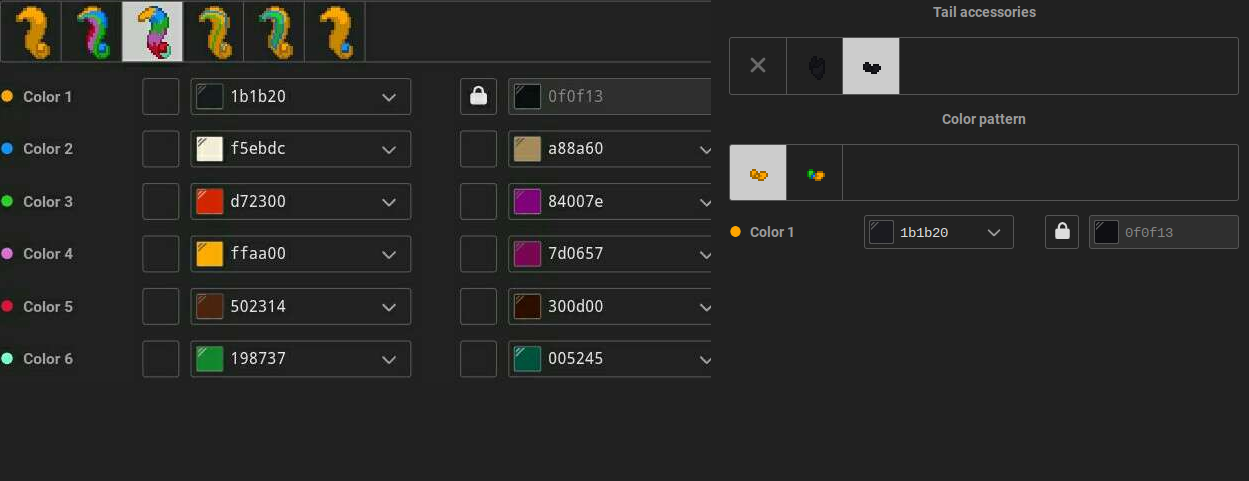 Color 1 1b1b20 0f0f13
Color 2 f5ebdc a88a60
Color 3 d72300 84007e
Color 4 ffaa00 7d0657
Color 5 502314 300d00
Color 6 198737 005245
Tail accessories
Color pattern
Color 1 1b1b20 0f0f13